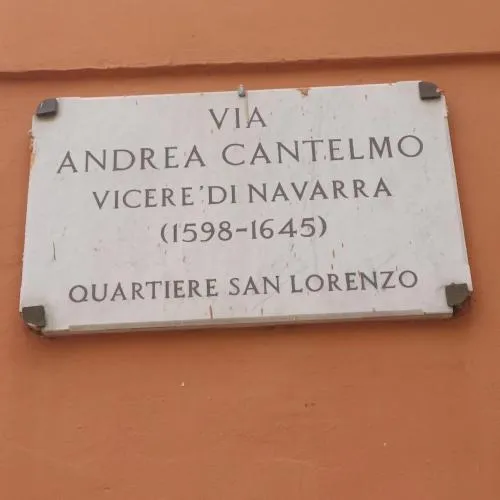 VIA
ANDREA CANTELMO
VICERE' DI NAVARRA
(1598-1645)
QUARTIERE SAN LORENZO